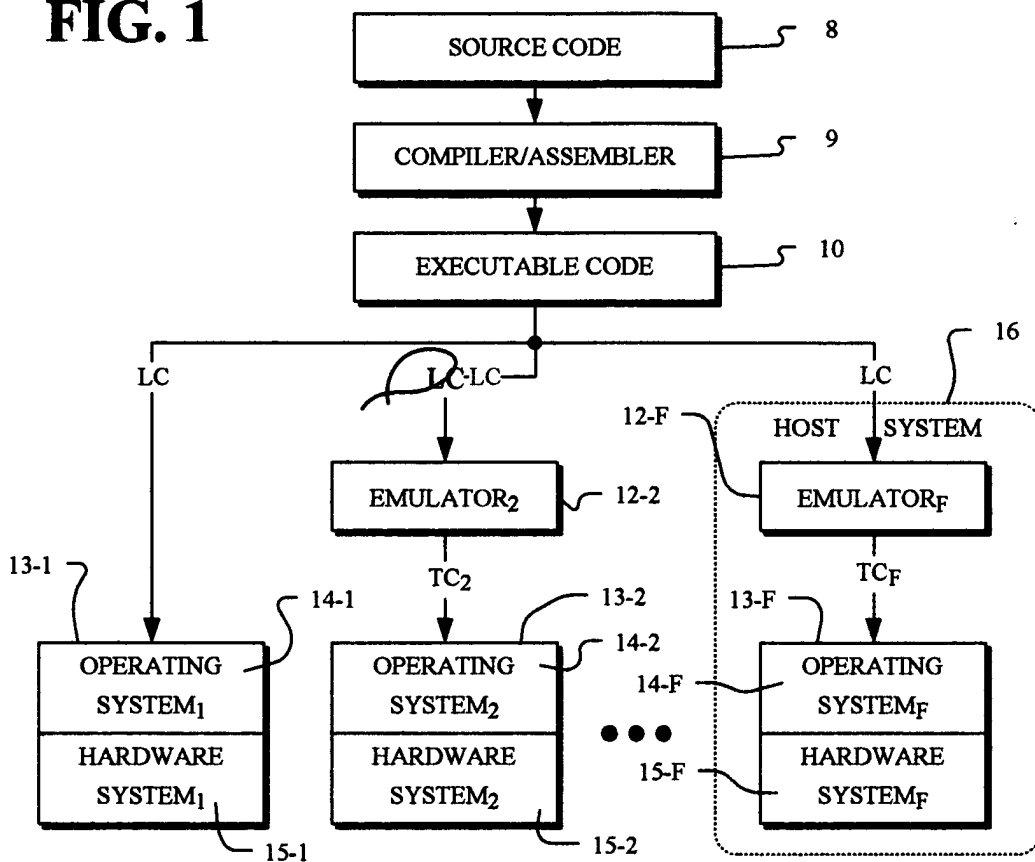 FIG. 1
SOURCE CODE
8
COMPILER/ASSEMBLER
9
EXECUTABLE CODE
10
16
LC
LC-LC
LC
12-F
HOST SYSTEM
EMULATOR₂
12-2
EMULATORF
13-1
TC₂
TCF
14-1
13-2
13-F
OPERATING
SYSTEM₁
OPERATING
SYSTEM₂
14-2
14-F
OPERATING
SYSTEMF
HARDWARE
SYSTEM₁
HARDWARE
SYSTEM₂
15-F
HARDWARE
SYSTEMF
15-1
15-2